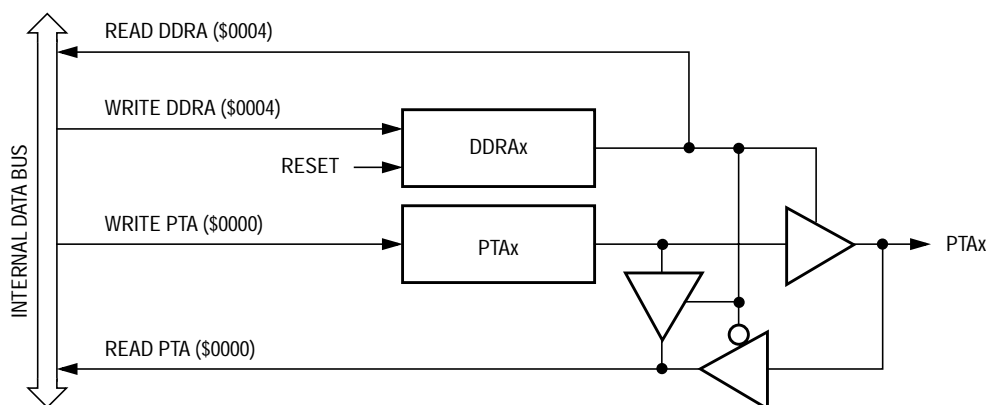 READ DDRA ($0004)
WRITE DDRA ($0004)
DDRAx
RESET
INTERNAL DATA BUS
WRITE PTA ($0000)
PTAx
PTAx
READ PTA ($0000)